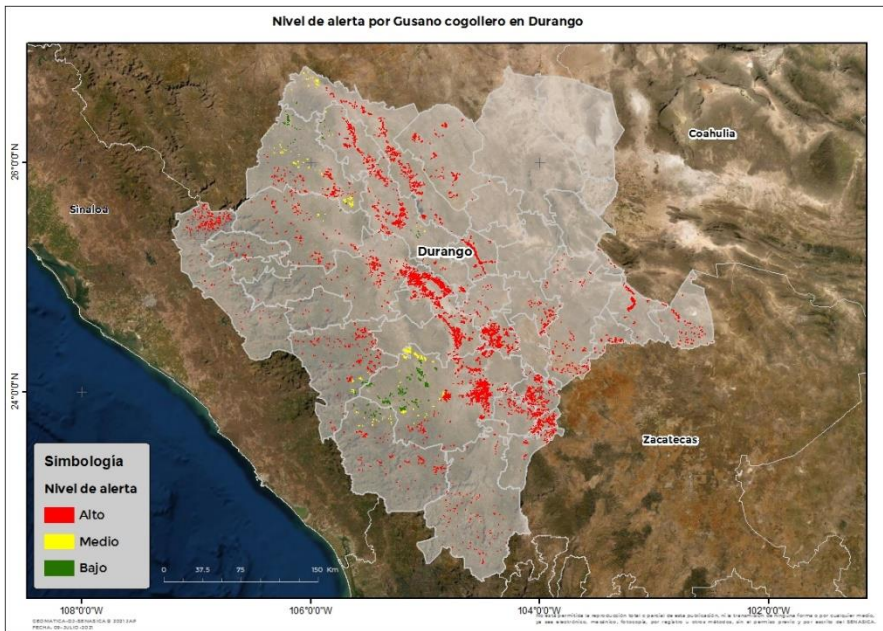 Nivel de alerta por Gusano cogollero en Durango
Coahuila
Sinaloa
Durango
Zacatecas
26°0'0"N
24°0'0"N
Simbología
Nivel de alerta
Alto
Medio
Bajo
0 37.5 75 150 Km
108°0'0"W 106°0'0"W 104°0'0"W 102°0'0"W